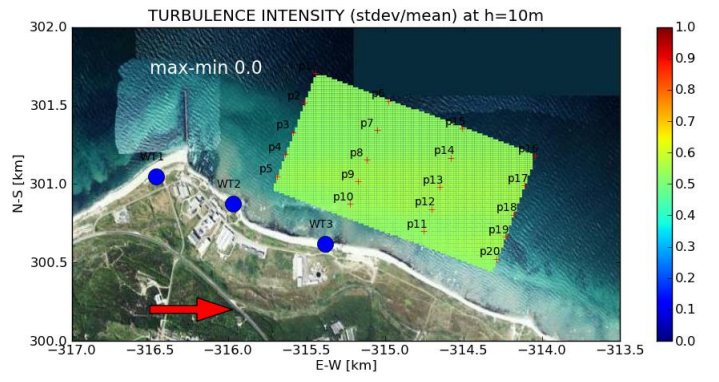 TURBULENCE INTENSITY (stdev/mean) at h=10m
max-min 0.0
302.0
301.5
301.0
300.5
300.0
N-S [km]
−317.0 −316.5 −316.0 −315.5 −315.0 −314.5 −314.0 −313.5
E-W [km]
WT1
WT2
WT3
p2
p3
p4
p5
p6
p7
p8
p9
p10
p11
p12
p13
p14
p15
p16
p17
p18
p19
p20
1.0
0.9
0.8
0.7
0.6
0.5
0.4
0.3
0.2
0.1
0.0